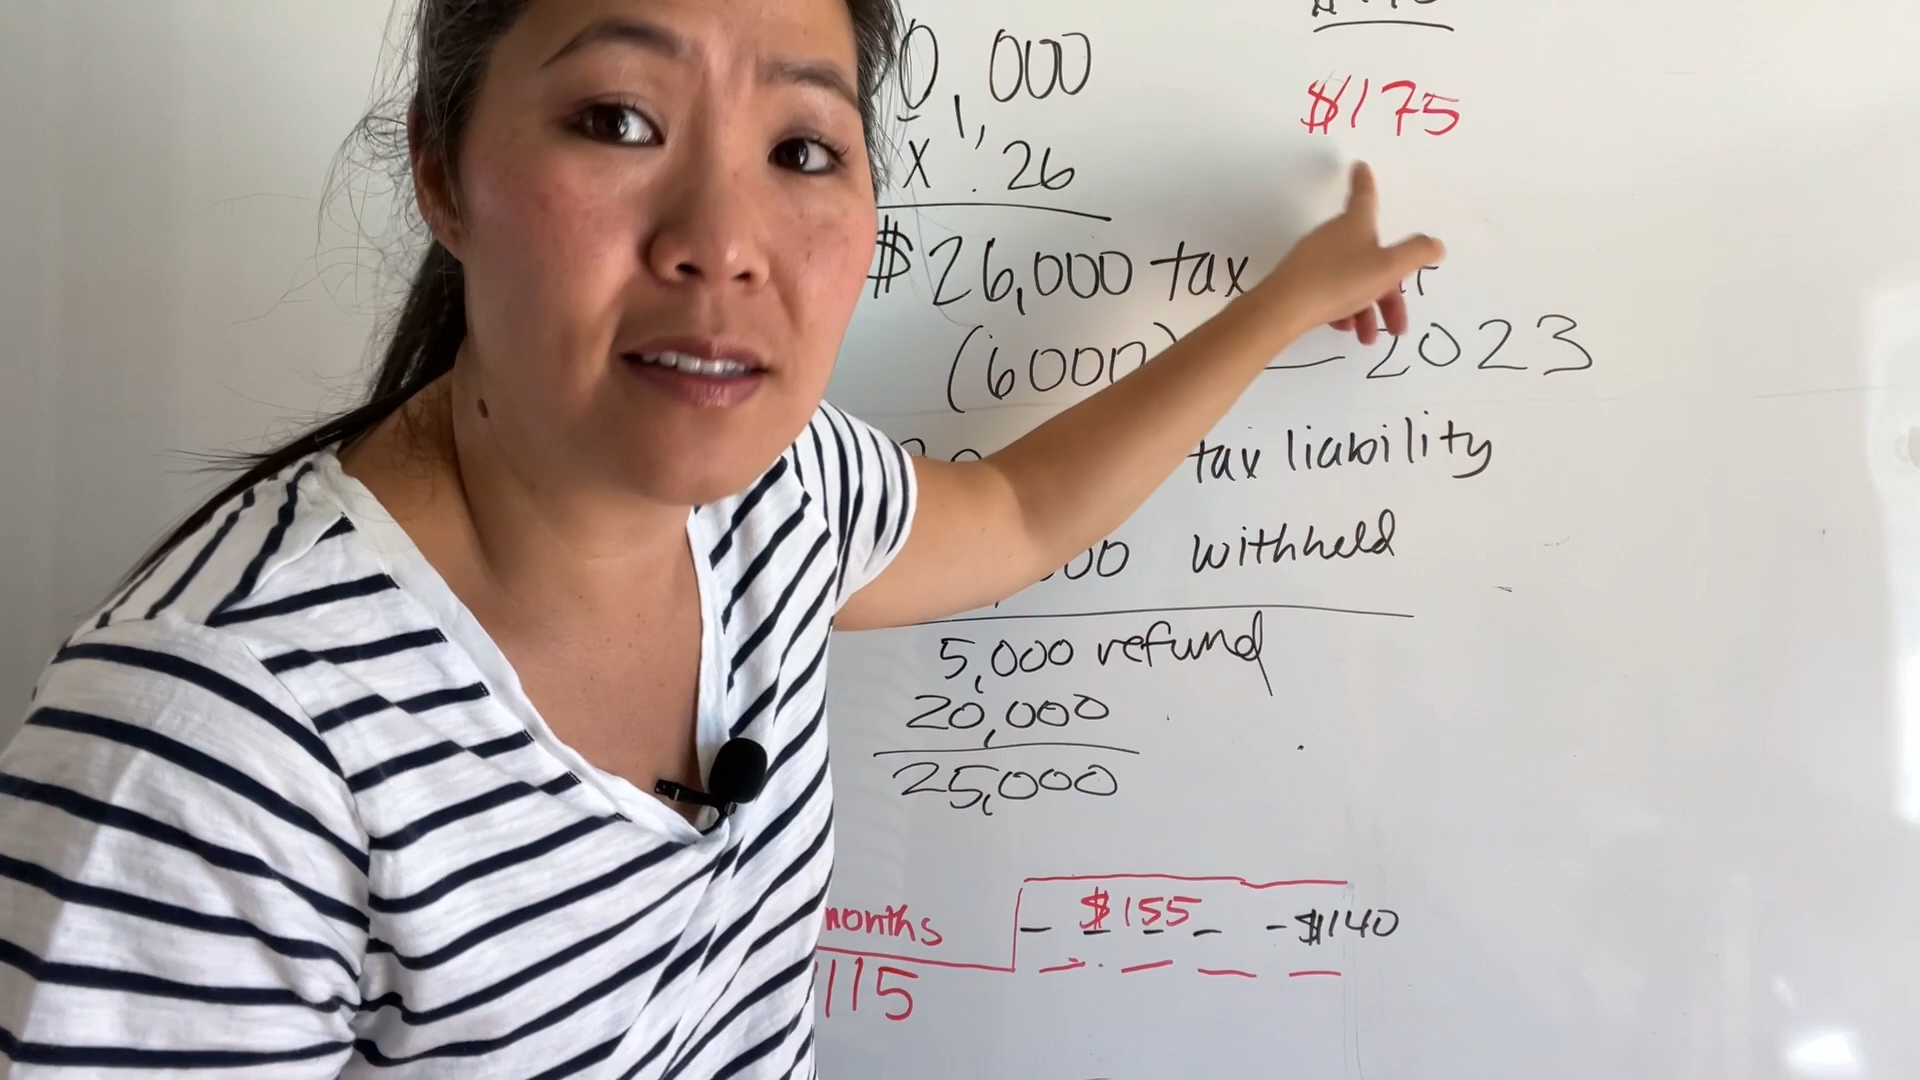 0,000
$175
x .26
$26,000 tax
(6000) — 2023
tax liability
withheld
5,000 refund
20,000
25,000
months
- $155 - - $140
115